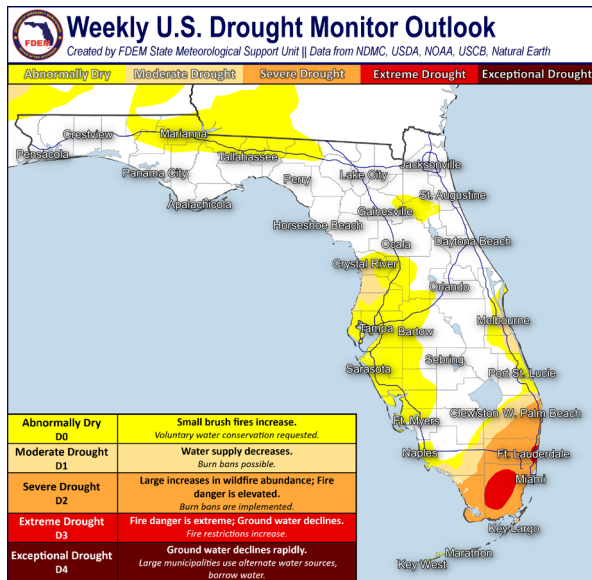 Weekly U.S. Drought Monitor Outlook
Created by FDEM State Meteorological Support Unit || Data from NDMC, USDA, NOAA, USCB, Natural Earth
FDEM
Abnormally Dry Moderate Drought Severe Drought Extreme Drought Exceptional Drought
Crestview
Marianna
Pensacola
Tallahassee
Jacksonville
Panama City
Perry
Lake City
St. Augustine
Apalachicola
Gainesville
Horseshoe Beach
Ocala
Daytona Beach
Crystal River
Orlando
Melbourne
Tampa
Bartow
Sebring
Sarasota
Port St. Lucie
Ft. Myers
Clewiston
W. Palm Beach
Naples
Ft. Lauderdale
Miami
Key Largo
Marathon
Key West
Abnormally Dry
D0
Small brush fires increase.
Voluntary water conservation requested.
Moderate Drought
D1
Water supply decreases.
Burn bans possible.
Severe Drought
D2
Large increases in wildfire abundance; Fire
danger is elevated.
Burn bans are implemented.
Extreme Drought
D3
Fire danger is extreme; Ground water declines.
Fire restrictions increase.
Exceptional Drought
D4
Ground water declines rapidly.
Large municipalities use alternate water sources,
borrow water.